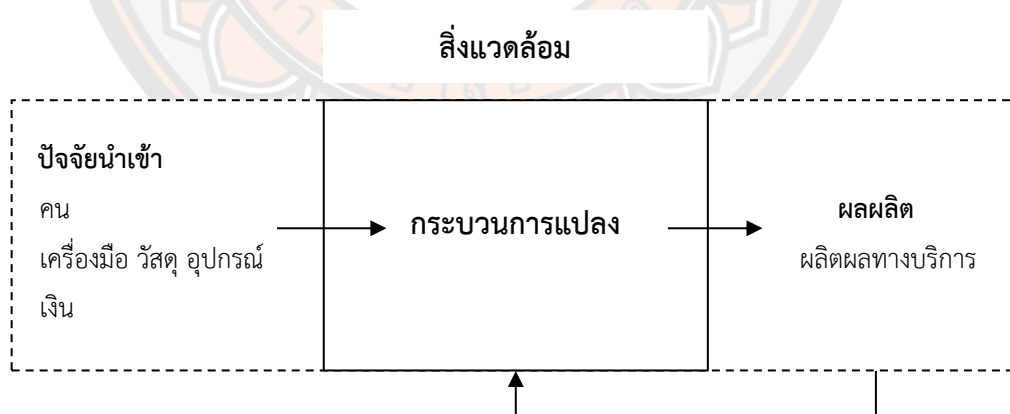 สิ่งแวดล้อม
ปัจจัยนำเข้า
คน
เครื่องมือ วัสดุ อุปกรณ์
เงิน
กระบวนการแปลง
ผลผลิต
ผลิตผลทางบริการ